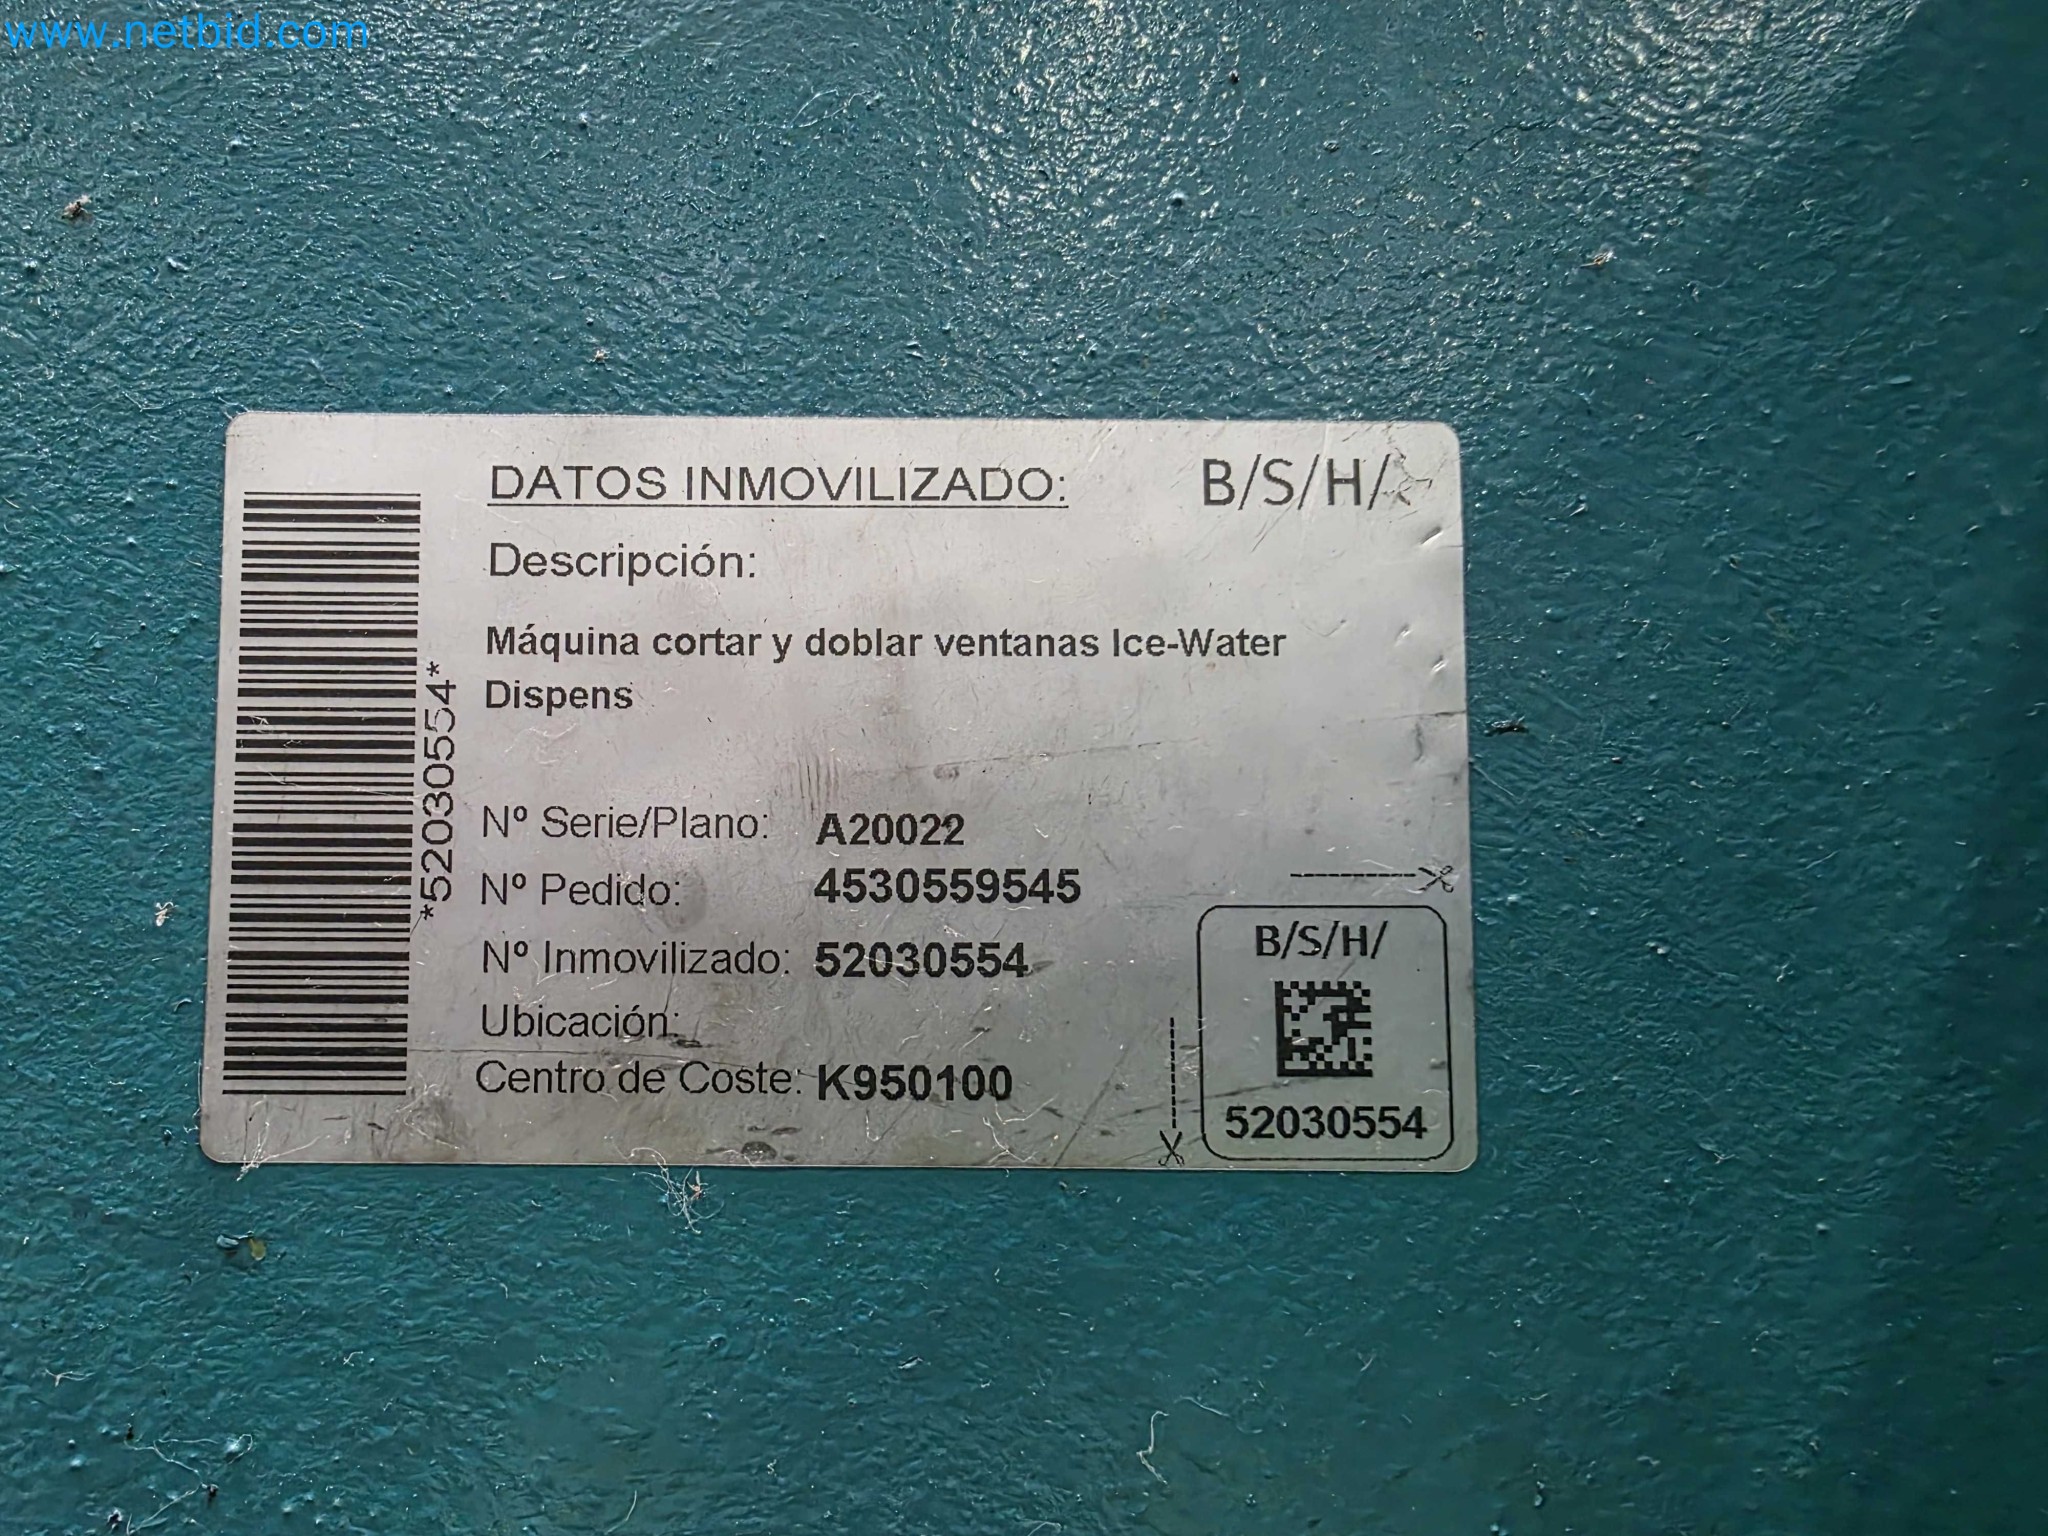 www.netbid.com
DATOS INMOVILIZADO:
B/S/H/
Descripción:
Máquina cortar y doblar ventanas Ice-Water
Dispens
*52030554*
Nº Serie/Plano: A20022
Nº Pedido: 4530559545
Nº Inmovilizado: 52030554
Ubicación:
Centro de Coste: K950100
B/S/H/
52030554